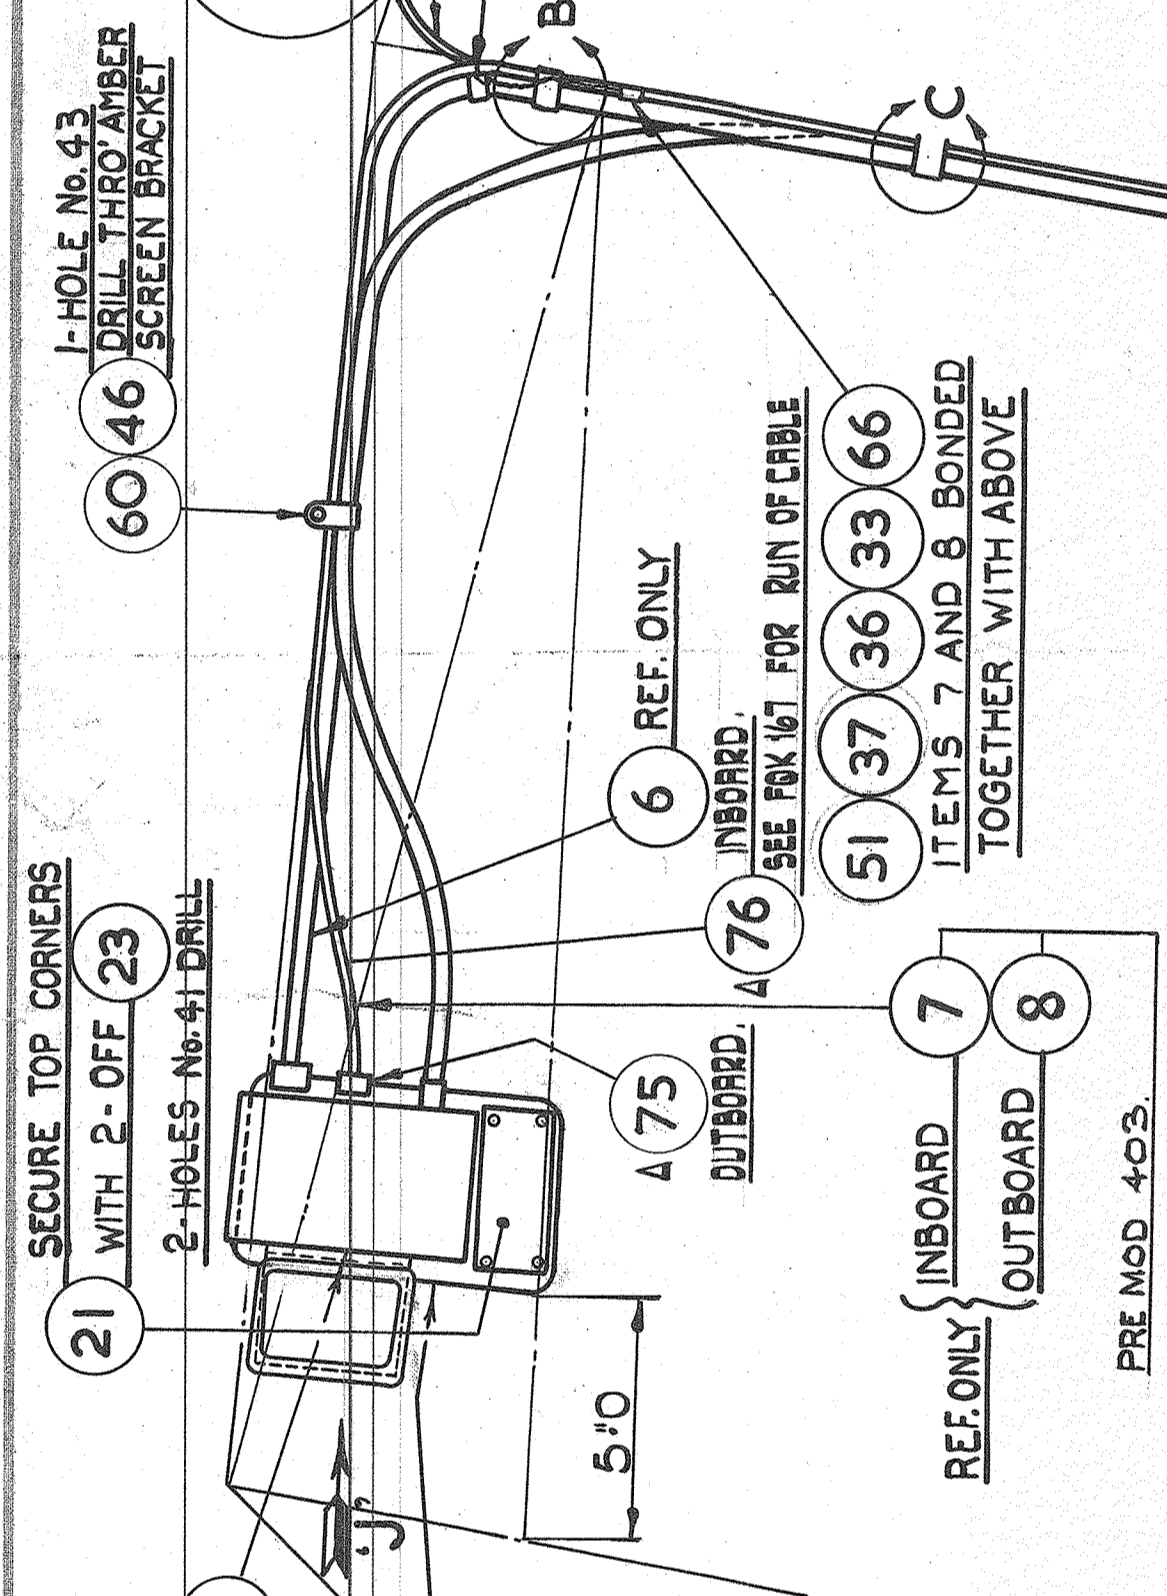 1-HOLE No. 43
DRILL THRO' AMBER
SCREEN BRACKET
60 46
B
C
SECURE TOP CORNERS
21 WITH 2-OFF 23
2-HOLES No. 41 DRILL
6 REF. ONLY
Δ 76 INBOARD.
SEE FOK 167 FOR RUN OF CABLE
51 37 36 33 66
ITEMS 7 AND 8 BONDED
TOGETHER WITH ABOVE
Δ 75
OUTBOARD.
REF. ONLY { INBOARD 7
OUTBOARD 8
PRE MOD 403.
5."0
'J'